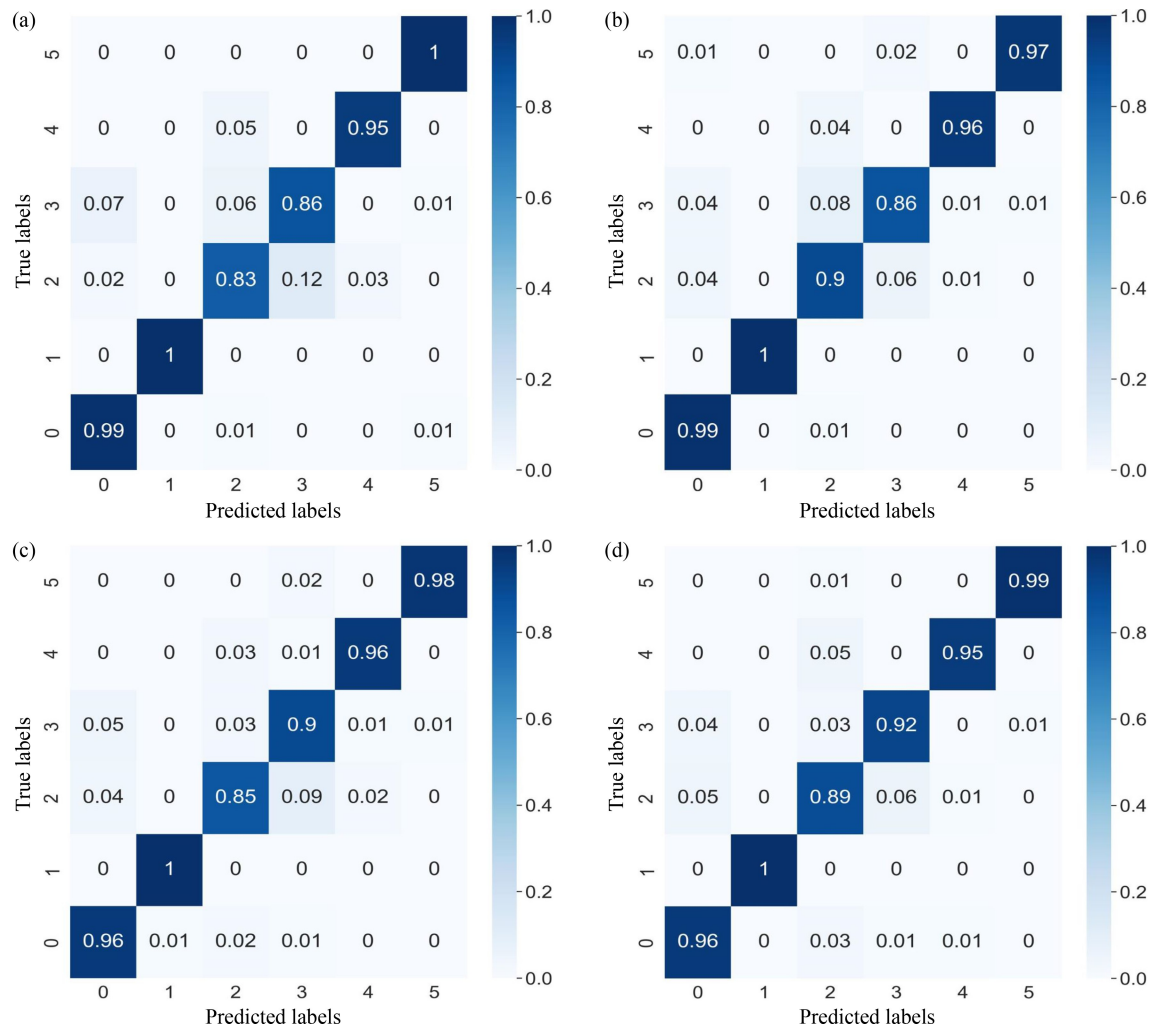 (a)
True labels
5 0 0 0 0 0 1
4 0 0 0.05 0 0.95 0
3 0.07 0 0.06 0.86 0 0.01
2 0.02 0 0.83 0.12 0.03 0
1 0 1 0 0 0 0
0 0.99 0 0.01 0 0 0.01
0 1 2 3 4 5
Predicted labels
1.0
0.8
0.6
0.4
0.2
0.0
(b)
True labels
5 0.01 0 0 0.02 0 0.97
4 0 0 0.04 0 0.96 0
3 0.04 0 0.08 0.86 0.01 0.01
2 0.04 0 0.9 0.06 0.01 0
1 0 1 0 0 0 0
0 0.99 0 0.01 0 0 0
0 1 2 3 4 5
Predicted labels
1.0
0.8
0.6
0.4
0.2
0.0
(c)
True labels
5 0 0 0 0.02 0 0.98
4 0 0 0.03 0.01 0.96 0
3 0.05 0 0.03 0.9 0.01 0.01
2 0.04 0 0.85 0.09 0.02 0
1 0 1 0 0 0 0
0 0.96 0.01 0.02 0.01 0 0
0 1 2 3 4 5
Predicted labels
1.0
0.8
0.6
0.4
0.2
0.0
(d)
True labels
5 0 0 0.01 0 0 0.99
4 0 0 0.05 0 0.95 0
3 0.04 0 0.03 0.92 0 0.01
2 0.05 0 0.89 0.06 0.01 0
1 0 1 0 0 0 0
0 0.96 0 0.03 0.01 0.01 0
0 1 2 3 4 5
Predicted labels
1.0
0.8
0.6
0.4
0.2
0.0